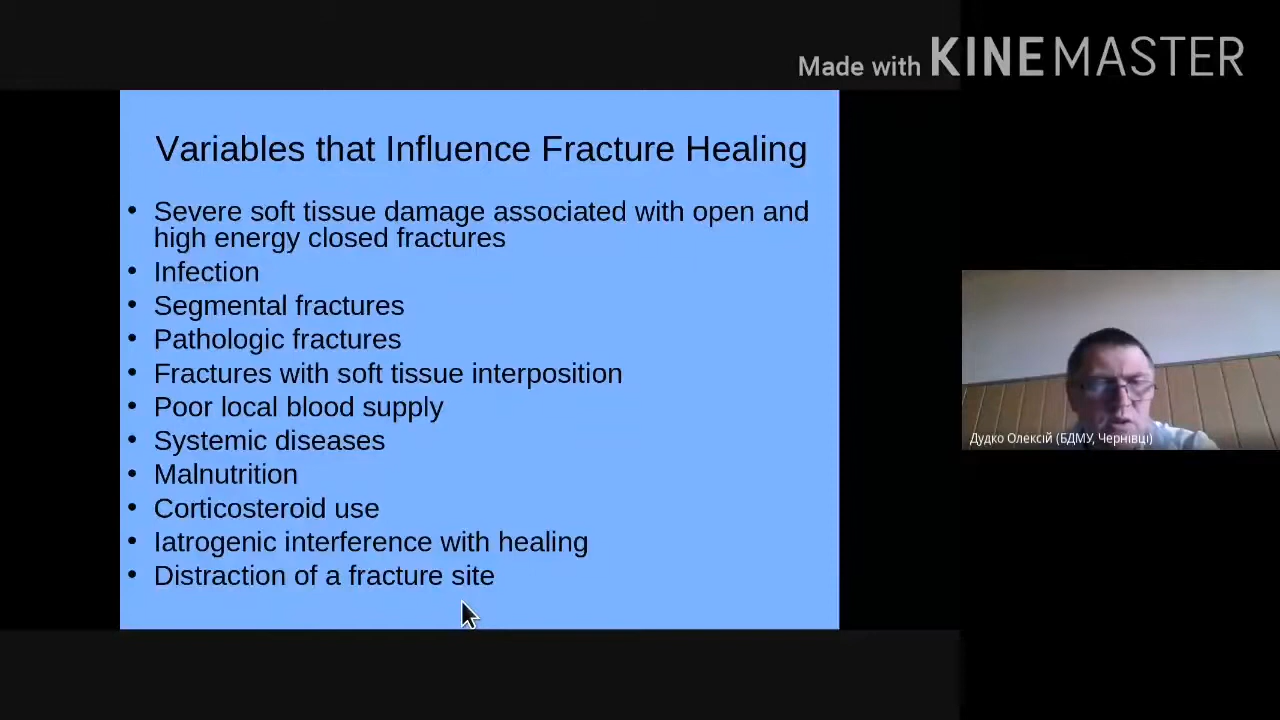 Made with KINEMASTER
Variables that Influence Fracture Healing
• Severe soft tissue damage associated with open and
high energy closed fractures
• Infection
• Segmental fractures
• Pathologic fractures
• Fractures with soft tissue interposition
• Poor local blood supply
• Systemic diseases
• Malnutrition
• Corticosteroid use
• Iatrogenic interference with healing
• Distraction of a fracture site
Дудко Олексій (БДМУ, Чернівці)